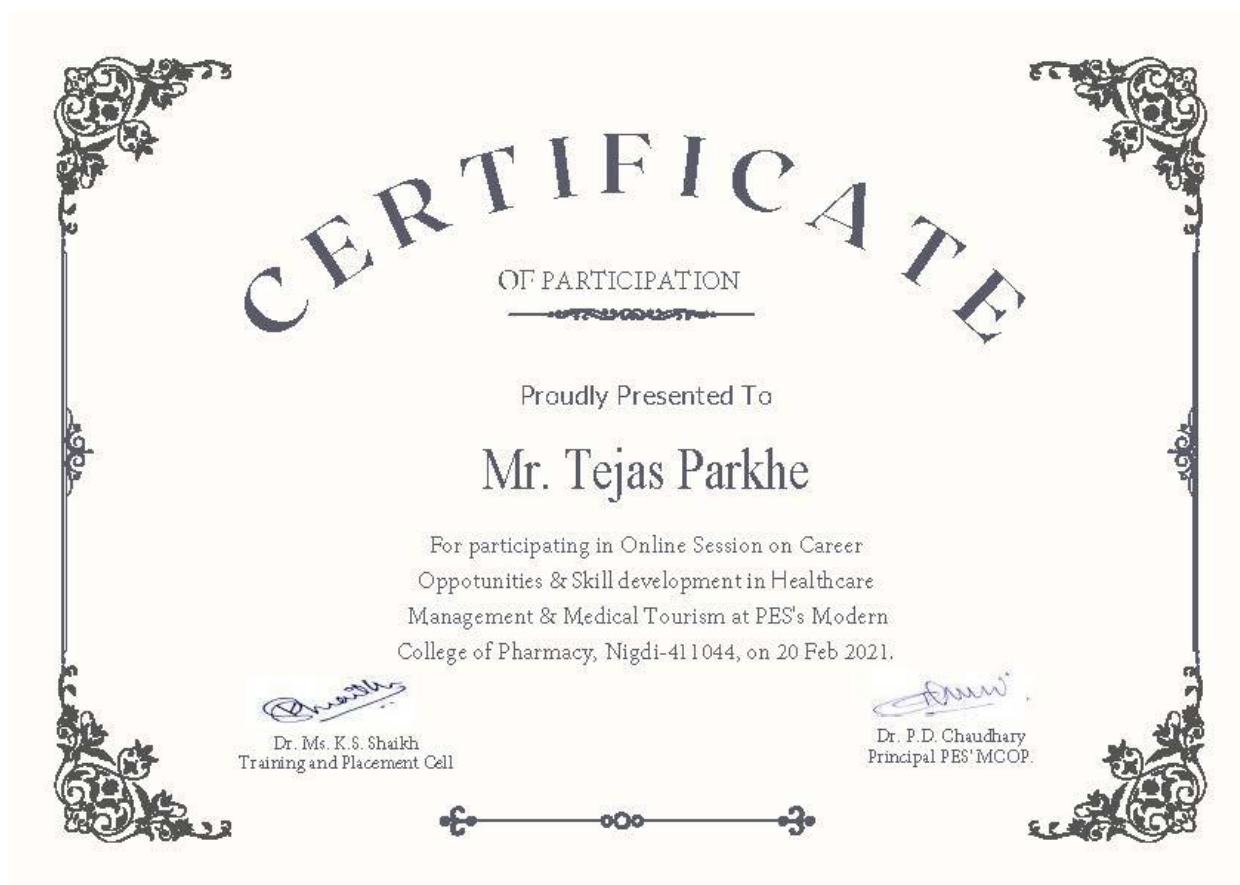 CERTIFICATE
OF PARTICIPATION
Proudly Presented To
Mr. Tejas Parkhe
For participating in Online Session on Career
Oppotunities & Skill development in Healthcare
Management & Medical Tourism at PES's Modern
College of Pharmacy, Nigdi-411044, on 20 Feb 2021.
Dr. Ms. K.S. Shaikh
Training and Placement Cell
Dr. P.D. Chaudhary
Principal PES' MCOP.